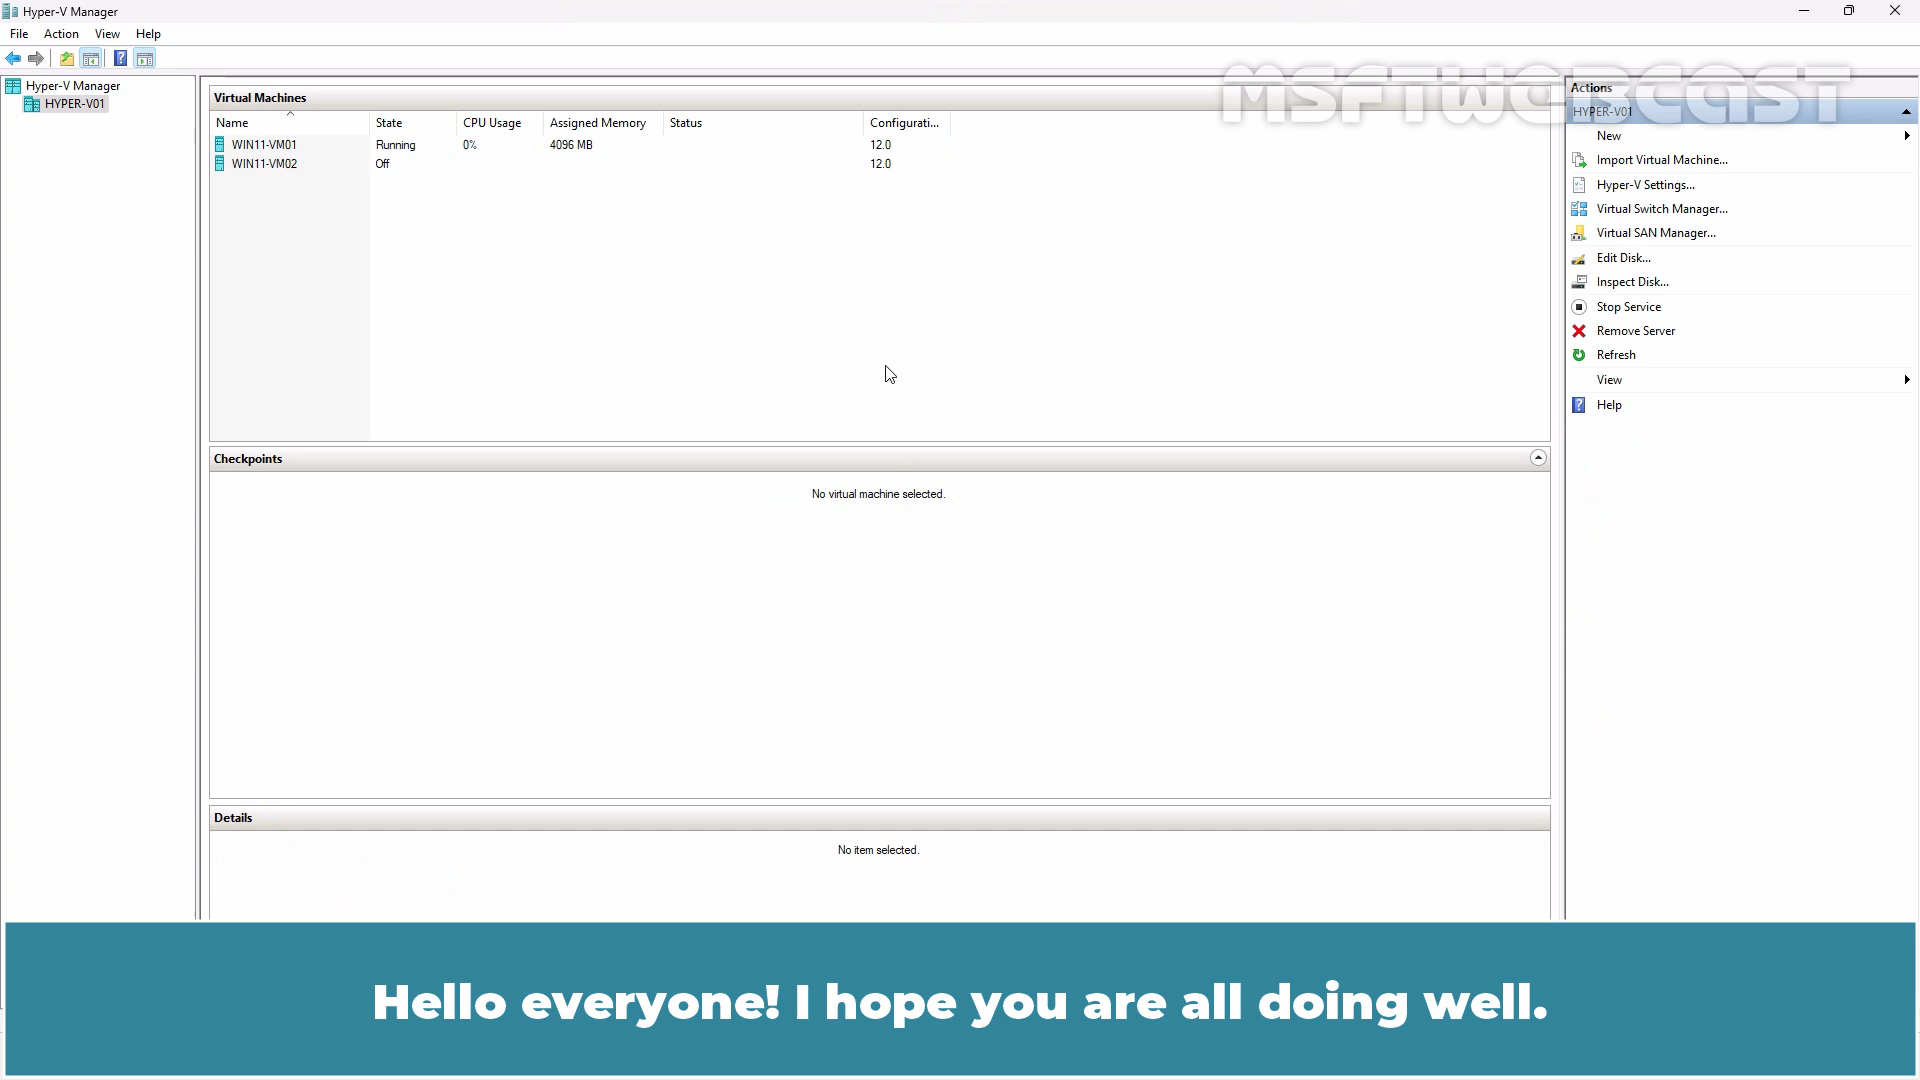 Hyper-V Manager
File Action View Help
Hyper-V Manager
HYPER-V01
Virtual Machines
Name State CPU Usage Assigned Memory Status Configurati...
WIN11-VM01 Running 0% 4096 MB 12.0
WIN11-VM02 Off 12.0
Checkpoints
No virtual machine selected.
Details
No item selected.
MSFTWEBCAST
Actions
HYPER-V01
New
Import Virtual Machine...
Hyper-V Settings...
Virtual Switch Manager...
Virtual SAN Manager...
Edit Disk...
Inspect Disk...
Stop Service
Remove Server
Refresh
View
Help
Hello everyone! I hope you are all doing well.